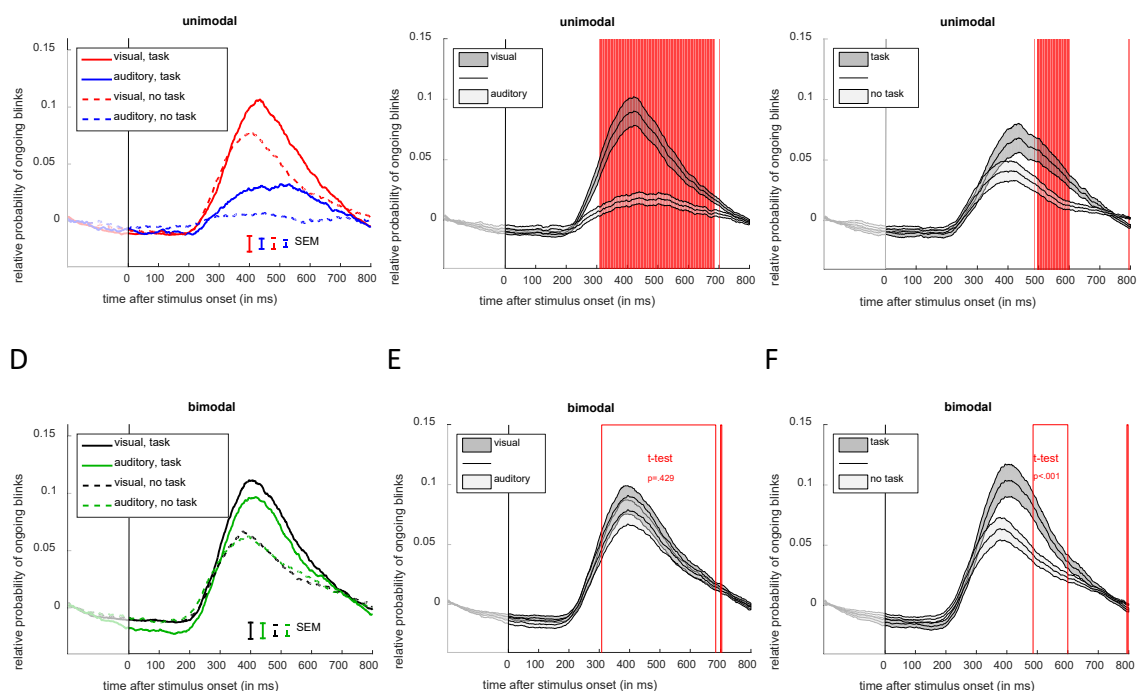 unimodal
0.15
0.1
0.05
0
relative probability of ongoing blinks
visual, task
auditory, task
visual, no task
auditory, no task
SEM
0 100 200 300 400 500 600 700 800
time after stimulus onset (in ms)
unimodal
0.15
0.1
0.05
0
relative probability of ongoing blinks
visual
auditory
0 100 200 300 400 500 600 700 800
time after stimulus onset (in ms)
unimodal
0.15
0.1
0.05
0
relative probability of ongoing blinks
task
no task
0 100 200 300 400 500 600 700 800
time after stimulus onset (in ms)
D
bimodal
0.15
0.1
0.05
0
relative probability of ongoing blinks
visual, task
auditory, task
visual, no task
auditory, no task
SEM
0 100 200 300 400 500 600 700 800
time after stimulus onset (in ms)
E
bimodal
0.15
0.1
0.05
0
relative probability of ongoing blinks
visual
auditory
t-test
p=.429
0 100 200 300 400 500 600 700 800
time after stimulus onset (in ms)
F
bimodal
0.15
0.1
0.05
0
relative probability of ongoing blinks
task
no task
t-test
p<.001
0 100 200 300 400 500 600 700 800
time after stimulus onset (in ms)